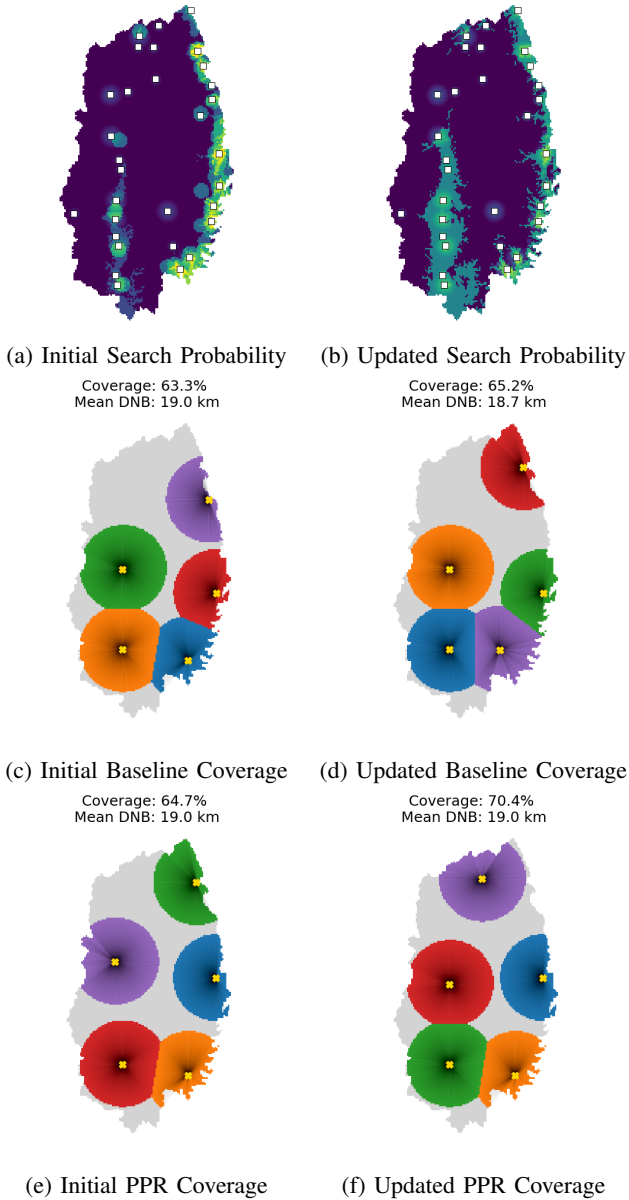 (a) Initial Search Probability
(b) Updated Search Probability
Coverage: 63.3%
Mean DNB: 19.0 km
Coverage: 65.2%
Mean DNB: 18.7 km
(c) Initial Baseline Coverage
(d) Updated Baseline Coverage
Coverage: 64.7%
Mean DNB: 19.0 km
Coverage: 70.4%
Mean DNB: 19.0 km
(e) Initial PPR Coverage
(f) Updated PPR Coverage